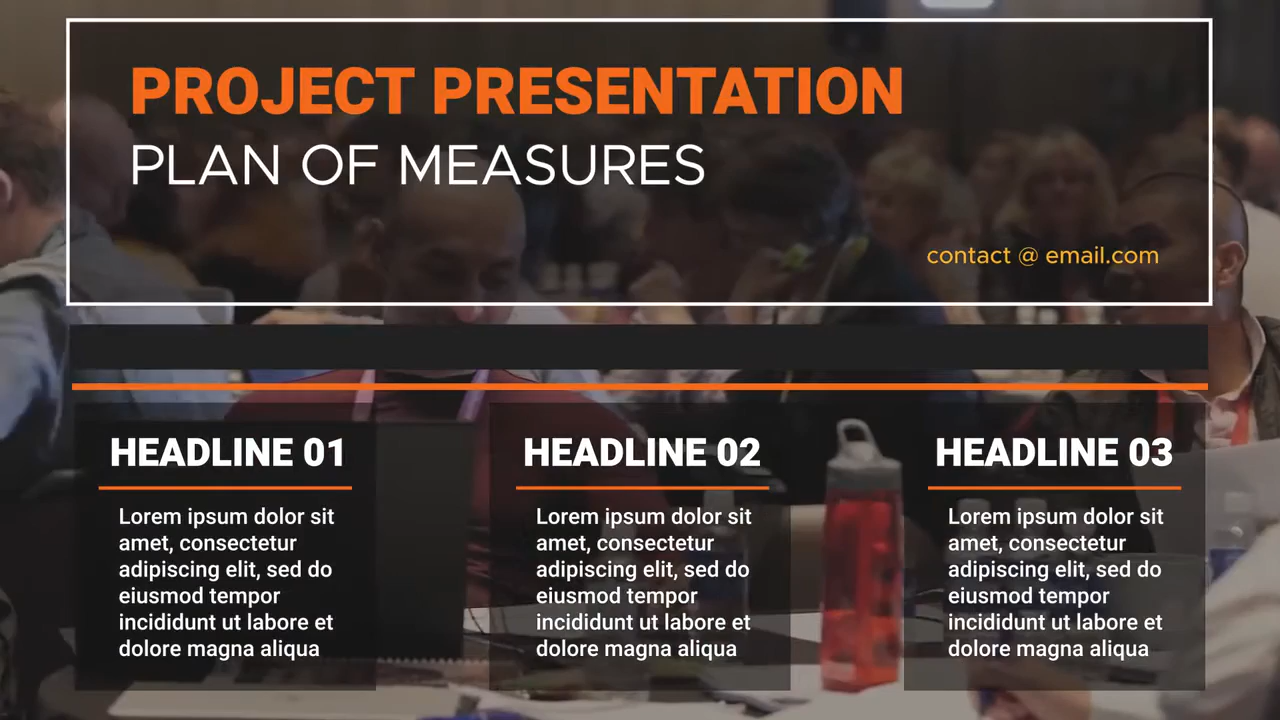 PROJECT PRESENTATION
PLAN OF MEASURES
contact @ email.com
HEADLINE 01
Lorem ipsum dolor sit
amet, consectetur
adipiscing elit, sed do
eiusmod tempor
incididunt ut labore et
dolore magna aliqua
HEADLINE 02
Lorem ipsum dolor sit
amet, consectetur
adipiscing elit, sed do
eiusmod tempor
incididunt ut labore et
dolore magna aliqua
HEADLINE 03
Lorem ipsum dolor sit
amet, consectetur
adipiscing elit, sed do
eiusmod tempor
incididunt ut labore et
dolore magna aliqua